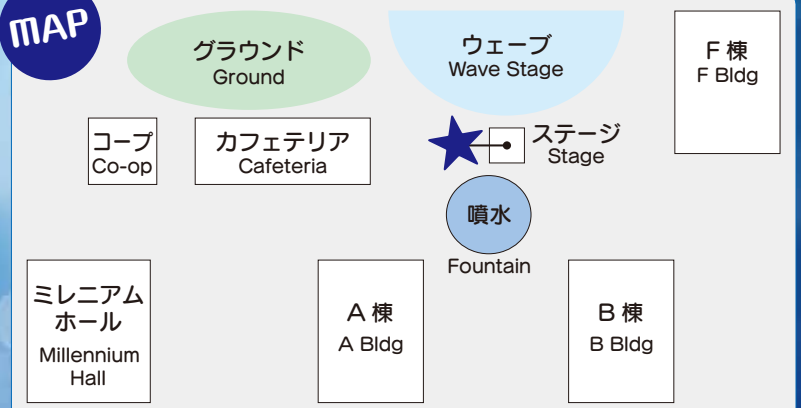 MAP
グラウンド
Ground
ウェーブ
Wave Stage
F 棟
F Bldg
コープ
Co-op
カフェテリア
Cafeteria
ステージ
Stage
噴水
Fountain
ミレニアム
ホール
Millennium
Hall
A 棟
A Bldg
B 棟
B Bldg